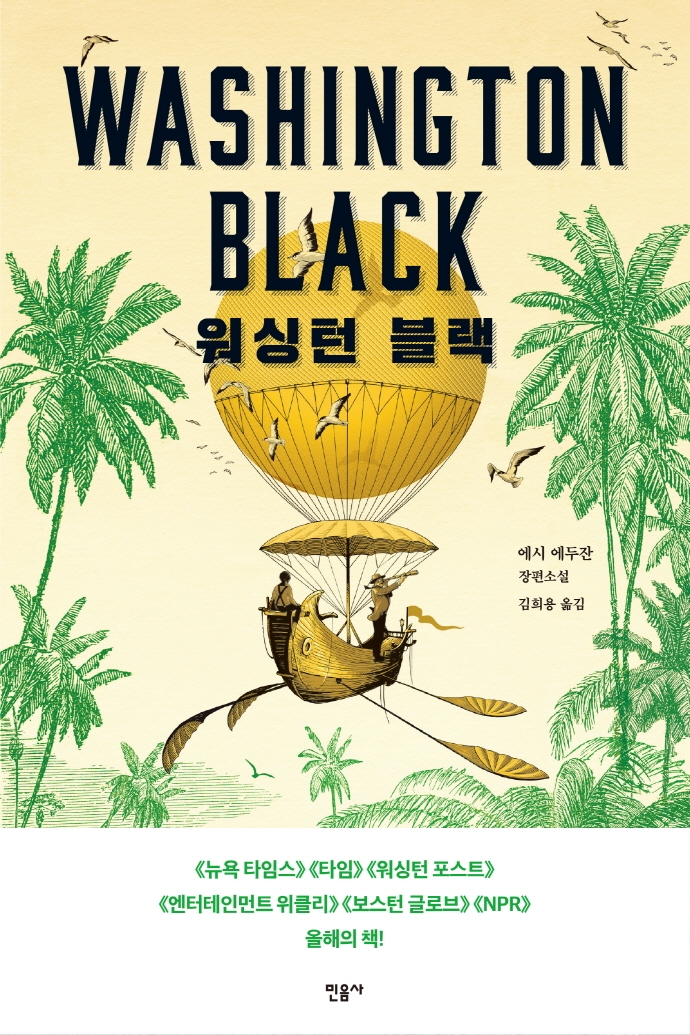 WASHINGTON
BLACK
워싱턴 블랙
에시 에두잔
장편소설
김희용 옮김
《뉴욕 타임스》《타임》《워싱턴 포스트》
《엔터테인먼트 위클리》《보스턴 글로브》《NPR》
올해의 책!
민음사